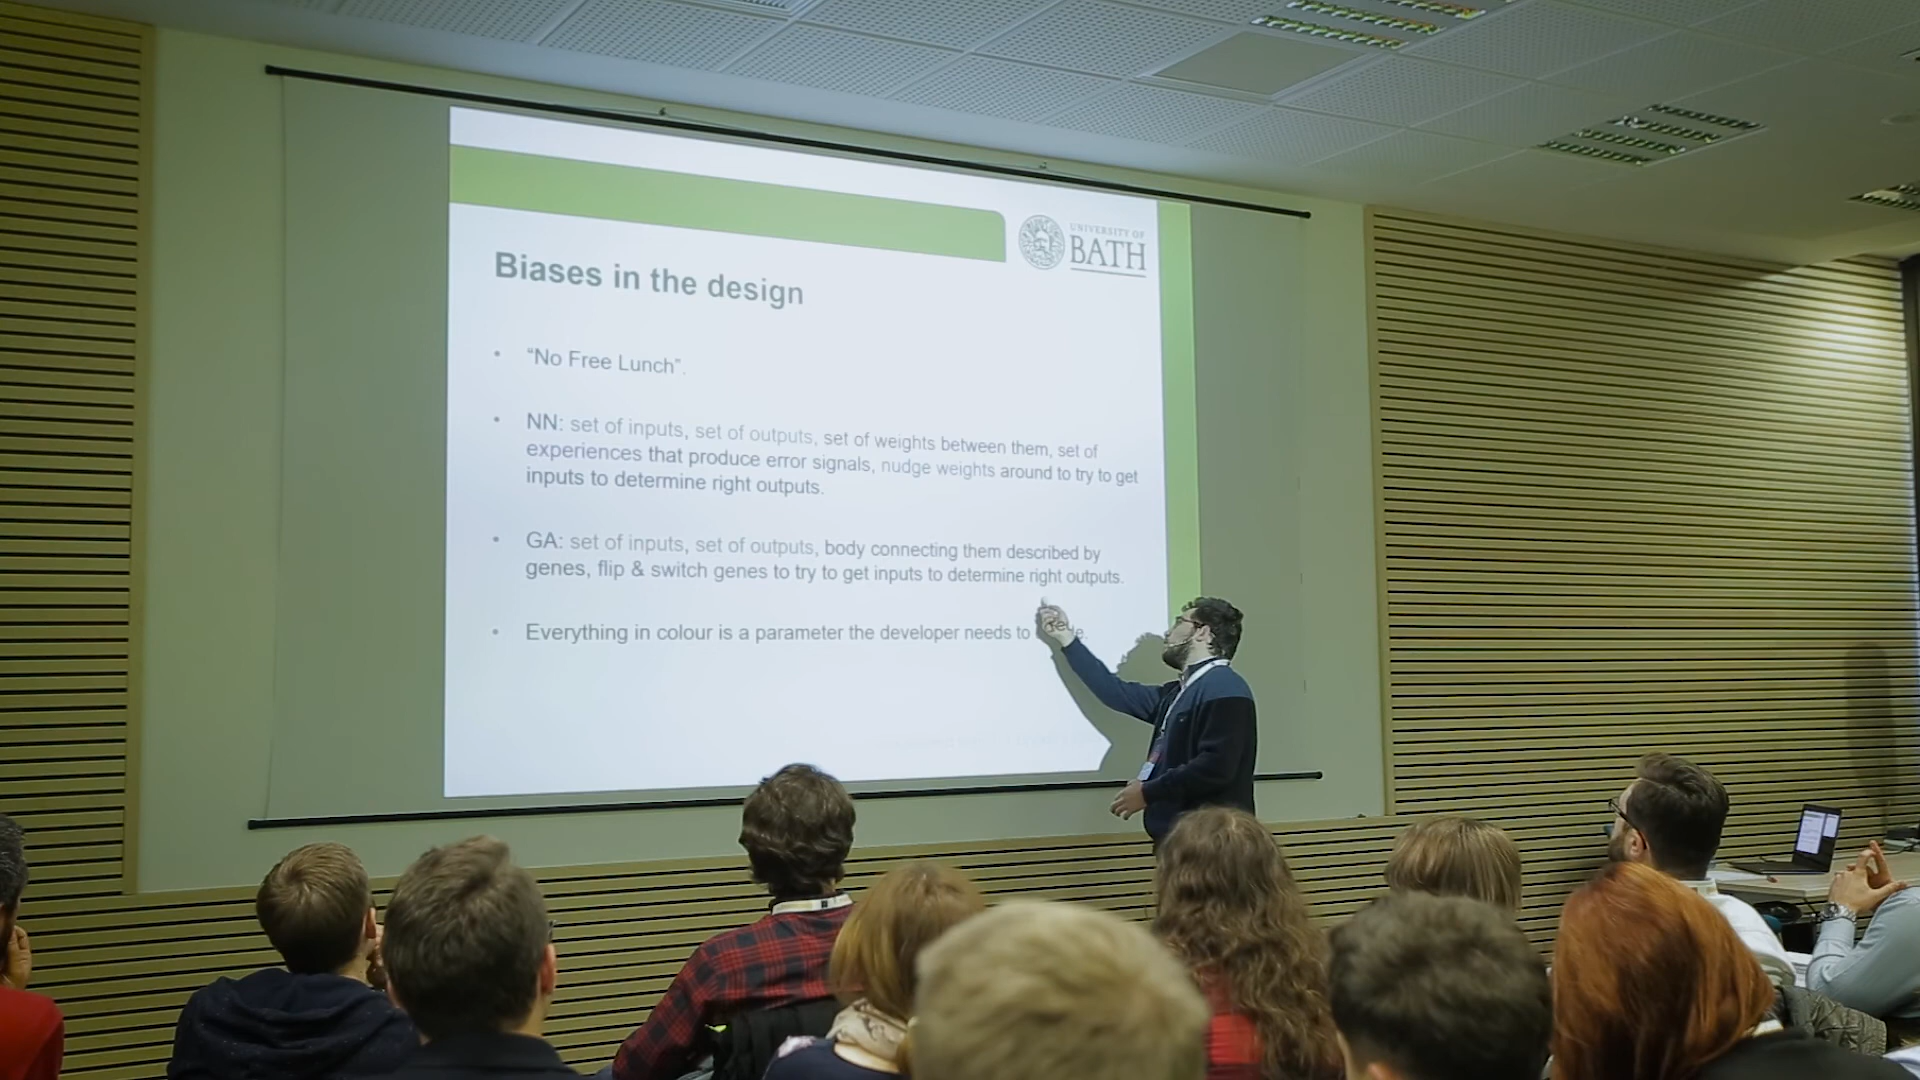 UNIVERSITY OF
BATH
Biases in the design
• “No Free Lunch”.
• NN: set of inputs, set of outputs, set of weights between them, set of
experiences that produce error signals, nudge weights around to try to get
inputs to determine right outputs.
• GA: set of inputs, set of outputs, body connecting them described by
genes, flip & switch genes to try to get inputs to determine right outputs.
• Everything in colour is a parameter the developer needs to